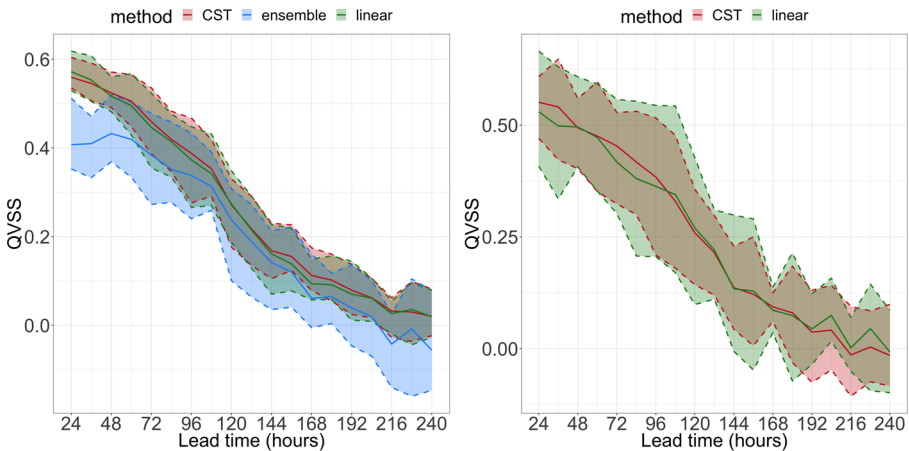 method CST ensemble linear
QVSS
0.6
0.4
0.2
0.0
24 48 72 96 120 144 168 192 216 240
Lead time (hours)
method CST linear
QVSS
0.50
0.25
0.00
24 48 72 96 120 144 168 192 216 240
Lead time (hours)